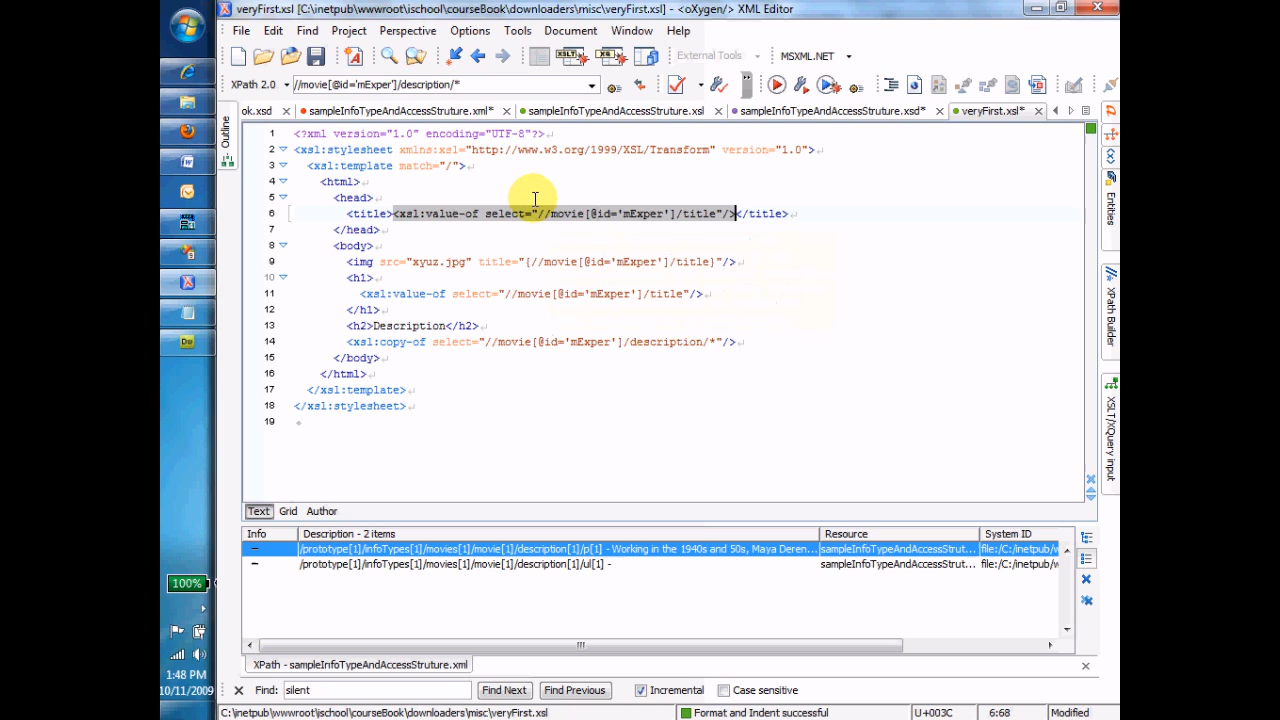 veryFirst.xsl [C:\inetpub\wwwroot\ischool\courseBook\downloaders\misc\veryFirst.xsl] - <oXygen/> XML Editor
File Edit Find Project Perspective Options Tools Document Window Help
External Tools MSXML.NET
XPath 2.0 //movie[@id='mExper']/description/*
ok.xsd sampleInfoTypeAndAccessStruture.xml* sampleInfoTypeAndAccessStruture.xsl sampleInfoTypeAndAccessStruture.xsd* veryFirst.xsl*
Outline
1 <?xml version="1.0" encoding="UTF-8"?>
2 <xsl:stylesheet xmlns:xsl="http://www.w3.org/1999/XSL/Transform" version="1.0">
3 <xsl:template match="/">
4 <html>
5 <head>
6 <title><xsl:value-of select="//movie[@id='mExper']/title"/></title>
7 </head>
8 <body>
9 <img src="xyuz.jpg" title="{//movie[@id='mExper']/title}"/>
10 <h1>
11 <xsl:value-of select="//movie[@id='mExper']/title"/>
12 </h1>
13 <h2>Description</h2>
14 <xsl:copy-of select="//movie[@id='mExper']/description/*"/>
15 </body>
16 </html>
17 </xsl:template>
18 </xsl:stylesheet>
19
Entities
XPath Builder
XSLT/XQuery input
Text Grid Author
Info Description - 2 items Resource System ID
/prototype[1]/infoTypes[1]/movies[1]/movie[1]/description[1]/p[1] - Working in the 1940s and 50s, Maya Deren... sampleInfoTypeAndAccessStrut... file:/C:/inetpub/w
/prototype[1]/infoTypes[1]/movies[1]/movie[1]/description[1]/ul[1] - sampleInfoTypeAndAccessStrut... file:/C:/inetpub/w
XPath - sampleInfoTypeAndAccessStruture.xml
Find: silent Find Next Find Previous Incremental Case sensitive
C:\inetpub\wwwroot\ischool\courseBook\downloaders\misc\veryFirst.xsl Format and Indent successful U+003C 6:68 Modified
100%
1:48 PM
10/11/2009